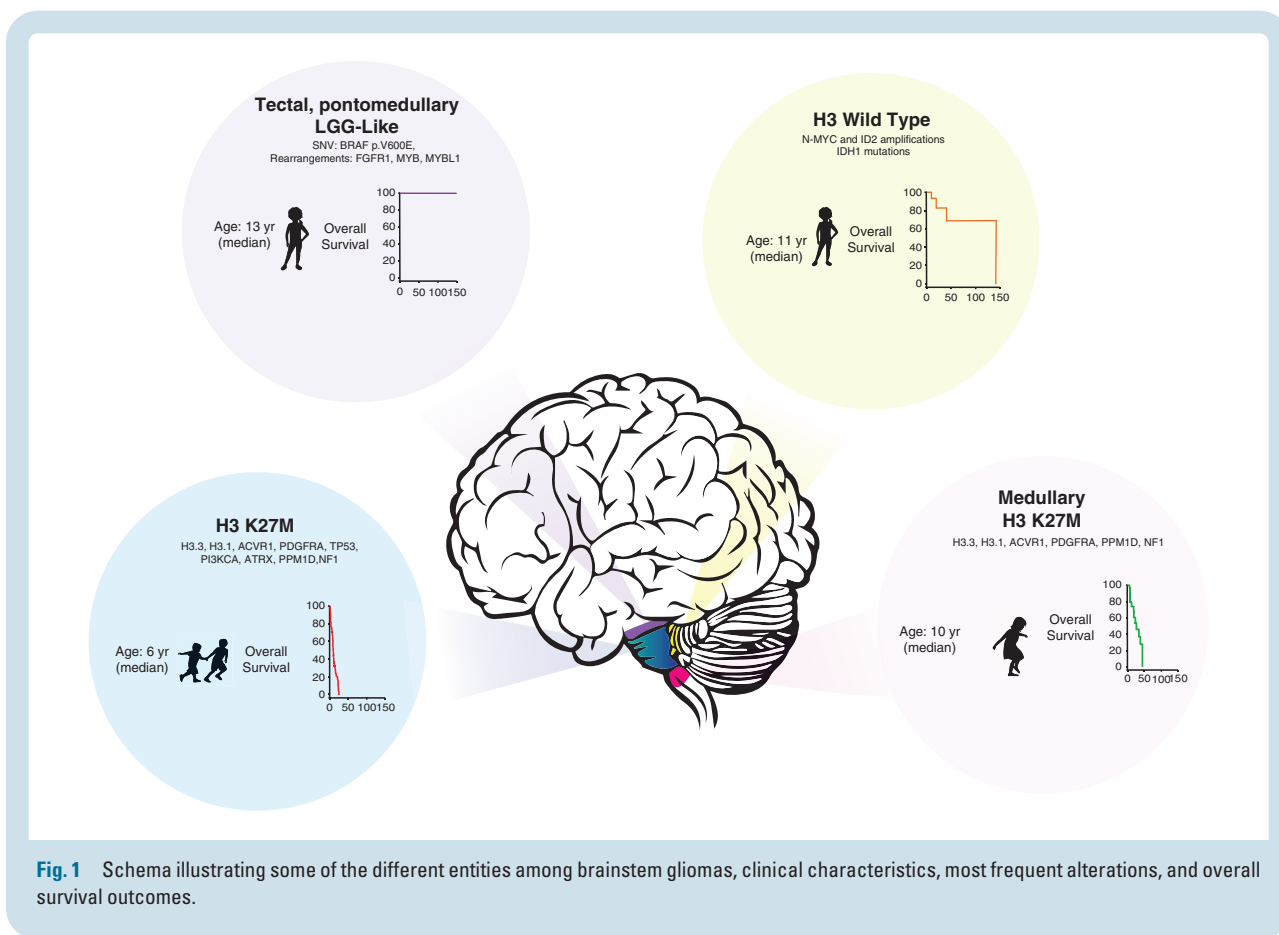 Tectal, pontomedullary
LGG-Like
SNV: BRAF p.V600E,
Rearrangements: FGFR1, MYB, MYBL1
Age: 13 yr
(median)
Overall
Survival
100
80
60
40
20
0
0 50 100150
H3 Wild Type
N-MYC and ID2 amplifications
IDH1 mutations
Age: 11 yr
(median)
Overall
Survival
100
80
60
40
20
0
0 50 100 150
H3 K27M
H3.3, H3.1, ACVR1, PDGFRA, TP53,
PI3KCA, ATRX, PPM1D,NF1
Age: 6 yr
(median)
Overall
Survival
100
80
60
40
20
0
0 50 100150
Medullary
H3 K27M
H3.3, H3.1, ACVR1, PDGFRA, PPM1D, NF1
Age: 10 yr
(median)
Overall
Survival
100
80
60
40
20
0
0 50100150
Fig. 1 Schema illustrating some of the different entities among brainstem gliomas, clinical characteristics, most frequent alterations, and overall
survival outcomes.